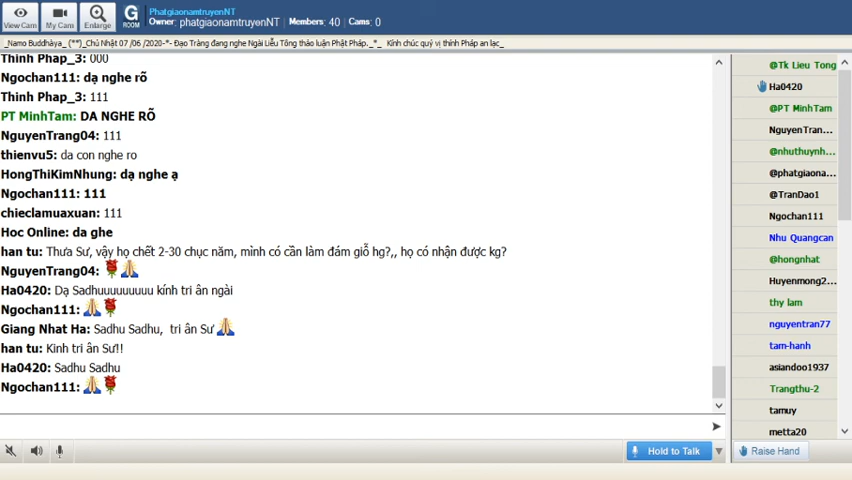 View Cam
My Cam
Enlarge
G
ROOM
PhatgiaonamtruyenNT
Owner: phatgiaonamtruyenNT Members: 40 Cams: 0
_Namo Buddhàya_ (**)_Chủ Nhật 07 /06 /2020-*- Đạo Tràng đang nghe Ngài Liễu Tông thảo luận Phật Pháp._*_ Kính chúc quý vị thính Pháp an lạc_
Thinh Phap_3: 000
Ngochan111: dạ nghe rõ
Thinh Phap_3: 111
PT MinhTam: DẠ NGHE RÕ
NguyenTrang04: 111
thienvu5: da con nghe ro
HongThiKimNhung: dạ nghe ạ
Ngochan111: 111
chieclamuaxuan: 111
Hoc Online: da ghe
han tu: Thưa Sư, vậy họ chết 2-30 chục năm, mình có cần làm đám giỗ hg?,, họ có nhận được kg?
NguyenTrang04: 🌹🙏
Ha0420: Dạ Sadhuuuuuuuuu kính tri ân ngài
Ngochan111: 🙏🌹
Giang Nhat Ha: Sadhu Sadhu, tri ân Sư 🙏
han tu: Kinh tri ân Sư!!
Ha0420: Sadhu Sadhu
Ngochan111: 🙏🌹
@Tk Lieu Tong
Ha0420
@PT MinhTam
NguyenTran...
@nhuthuynh...
@phatgiaona...
@TranDao1
Ngochan111
Nhu Quangcan
@hongnhat
Huyenmong2...
thy lam
nguyentran77
tam-hanh
asiandoo1937
Trangthu-2
tamuy
metta20
Hold to Talk
Raise Hand